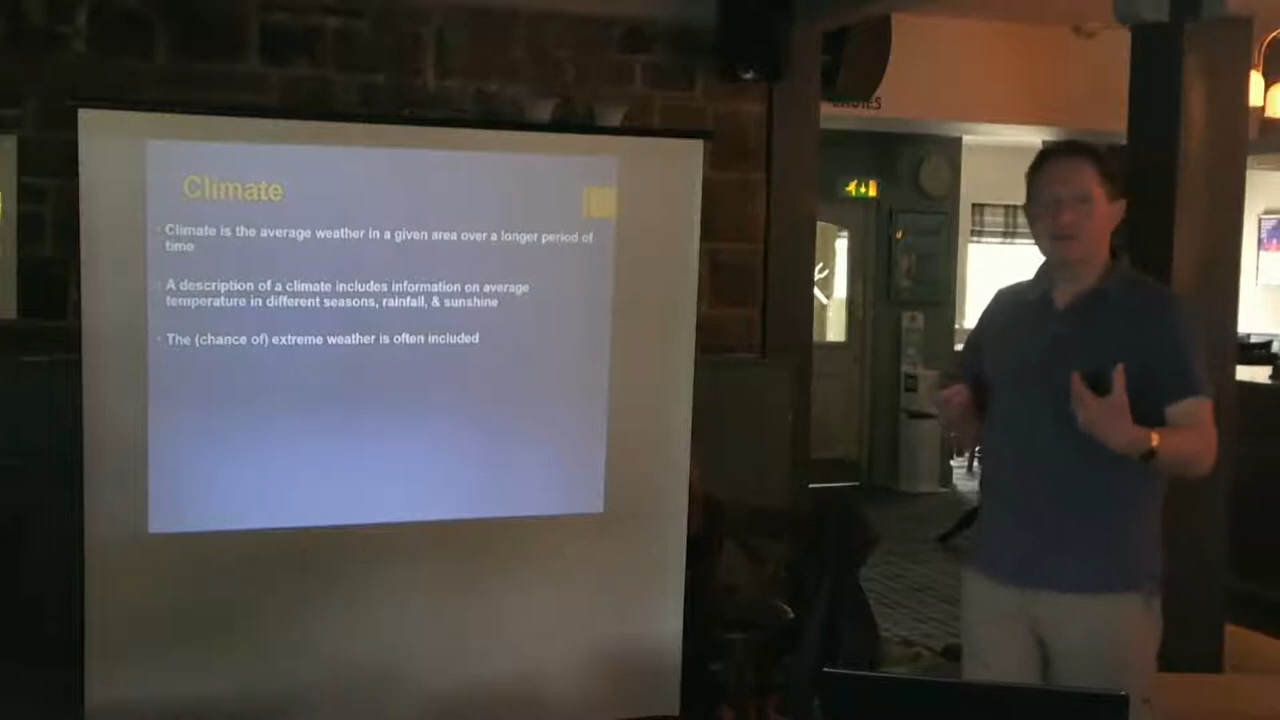 Climate
Climate is the average weather in a given area over a longer period of
time
A description of a climate includes information on average
temperature in different seasons, rainfall, & sunshine
The (chance of) extreme weather is often included
LADIES